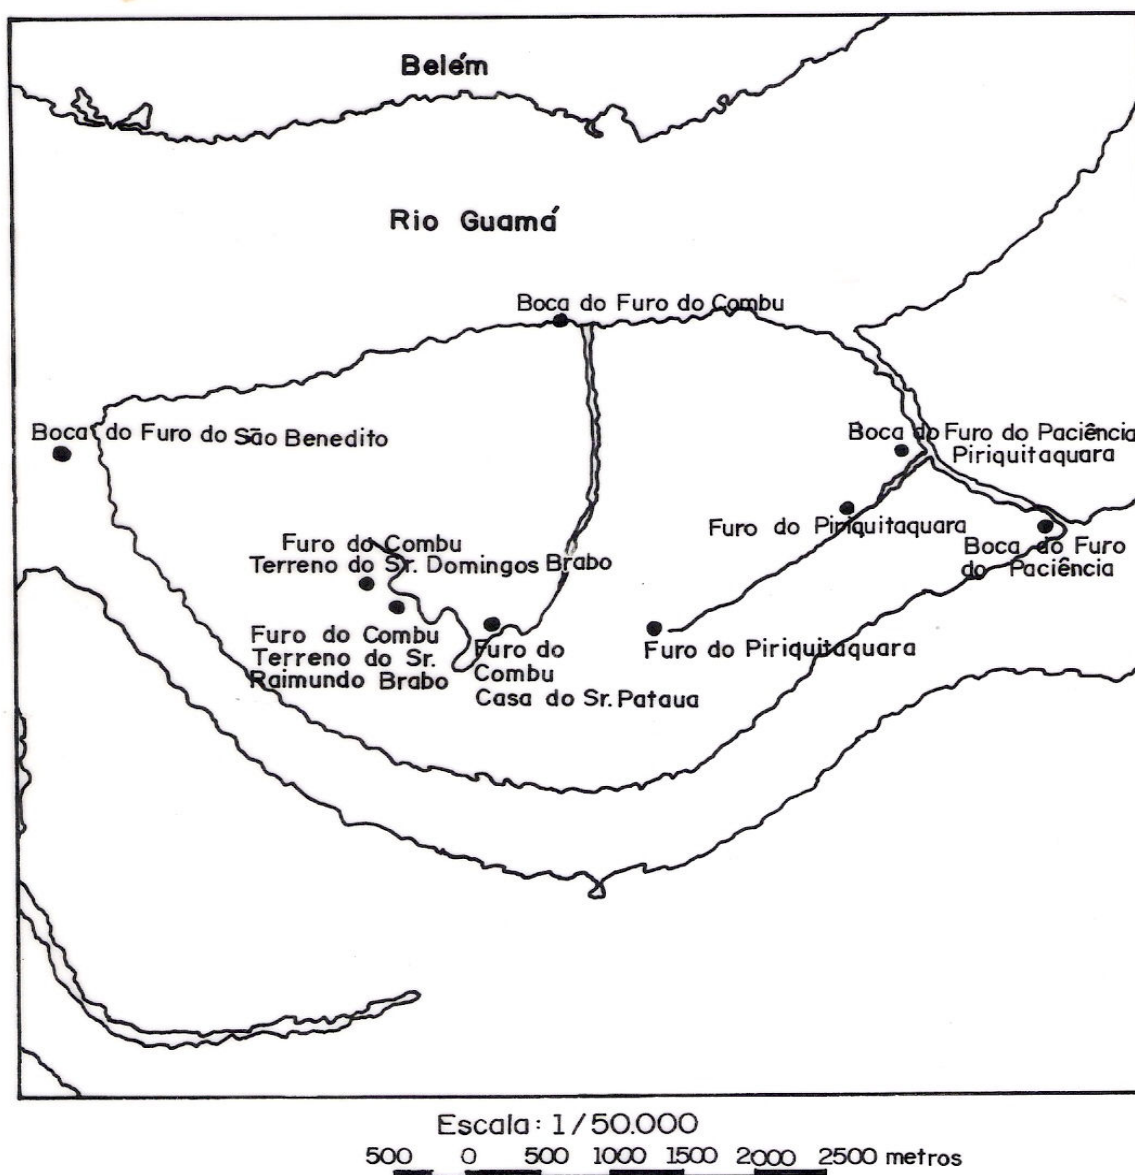 Belém
Rio Guamá
Boca do Furo do Combu
Boca do Furo do São Benedito
Boca do Furo do Paciência
Piriquitaquara
Furo do Piriquitaquara
Boca do Furo
do Paciência
Furo do Combu
Terreno do Sr. Domingos Brabo
Furo do Combu
Terreno do Sr.
Raimundo Brabo
Furo do
Combu
Casa do Sr. Pataua
Furo do Piriquitaquara
Escala: 1/50.000
500 0 500 1000 1500 2000 2500 metros